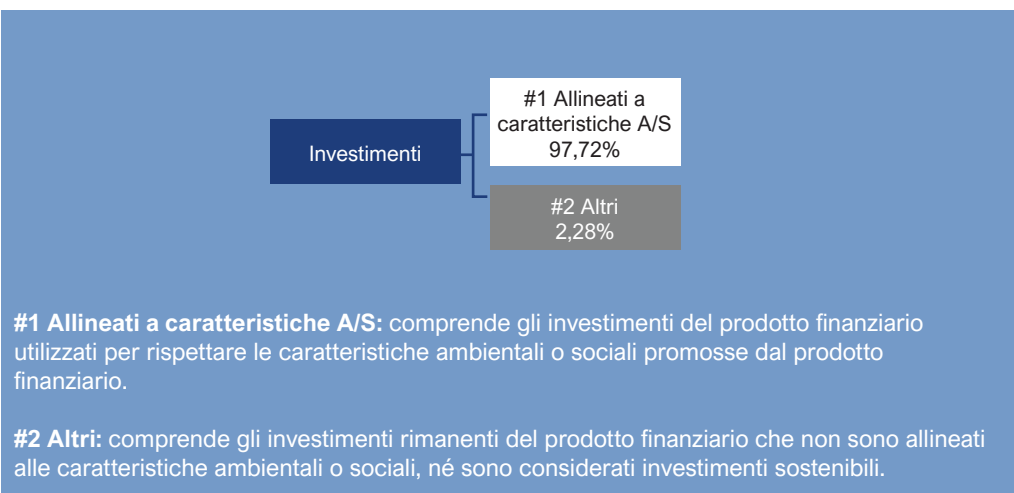 Investimenti
#1 Allineati a
caratteristiche A/S
97,72%
#2 Altri
2,28%
#1 Allineati a caratteristiche A/S: comprende gli investimenti del prodotto finanziario
utilizzati per rispettare le caratteristiche ambientali o sociali promosse dal prodotto
finanziario.
#2 Altri: comprende gli investimenti rimanenti del prodotto finanziario che non sono allineati
alle caratteristiche ambientali o sociali, né sono considerati investimenti sostenibili.